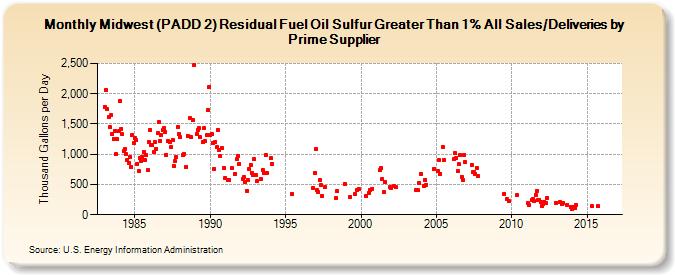 Monthly Midwest (PADD 2) Residual Fuel Oil Sulfur Greater Than 1% All Sales/Deliveries by
Prime Supplier
Thousand Gallons per Day
2,500
2,000
1,500
1,000
500
0
1985 1990 1995 2000 2005 2010 2015
Source: U.S. Energy Information Administration